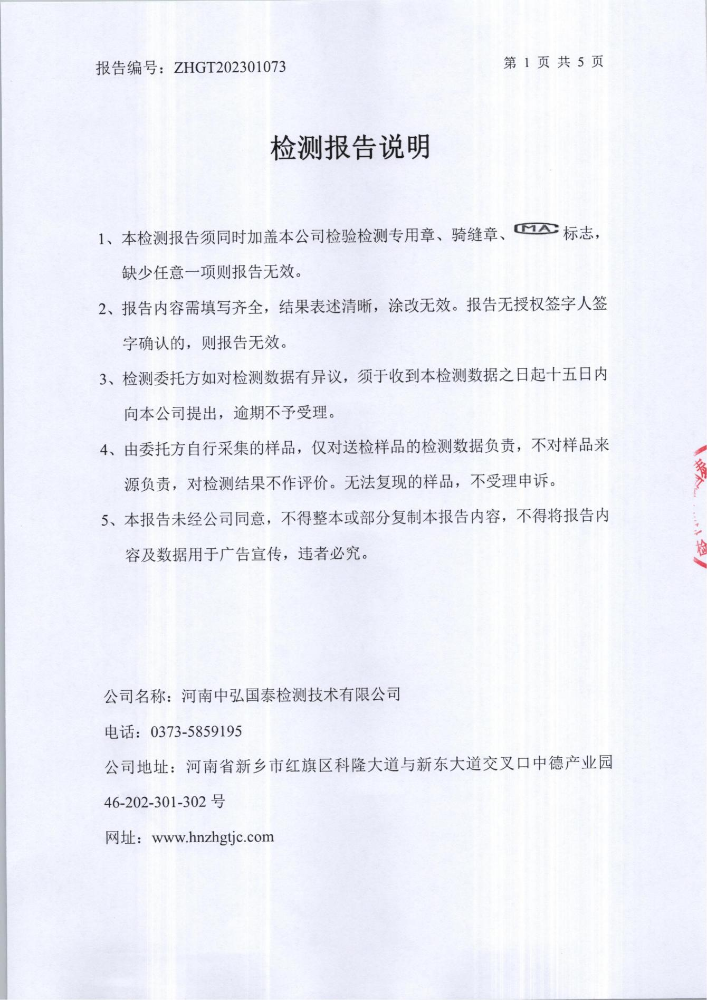 报告编号：ZHGT202301073
第 1 页 共 5 页
检测报告说明
1、本检测报告须同时加盖本公司检验检测专用章、骑缝章、CMA 标志，
缺少任意一项则报告无效。
2、报告内容需填写齐全，结果表述清晰，涂改无效。报告无授权签字人签
字确认的，则报告无效。
3、检测委托方如对检测数据有异议，须于收到本检测数据之日起十五日内
向本公司提出，逾期不予受理。
4、由委托方自行采集的样品，仅对送检样品的检测数据负责，不对样品来
源负责，对检测结果不作评价。无法复现的样品，不受理申诉。
5、本报告未经公司同意，不得整本或部分复制本报告内容，不得将报告内
容及数据用于广告宣传，违者必究。
检
公司名称：河南中弘国泰检测技术有限公司
电话：0373-5859195
公司地址：河南省新乡市红旗区科隆大道与新东大道交叉口中德产业园
46-202-301-302 号
网址：www.hnzhgtjc.com